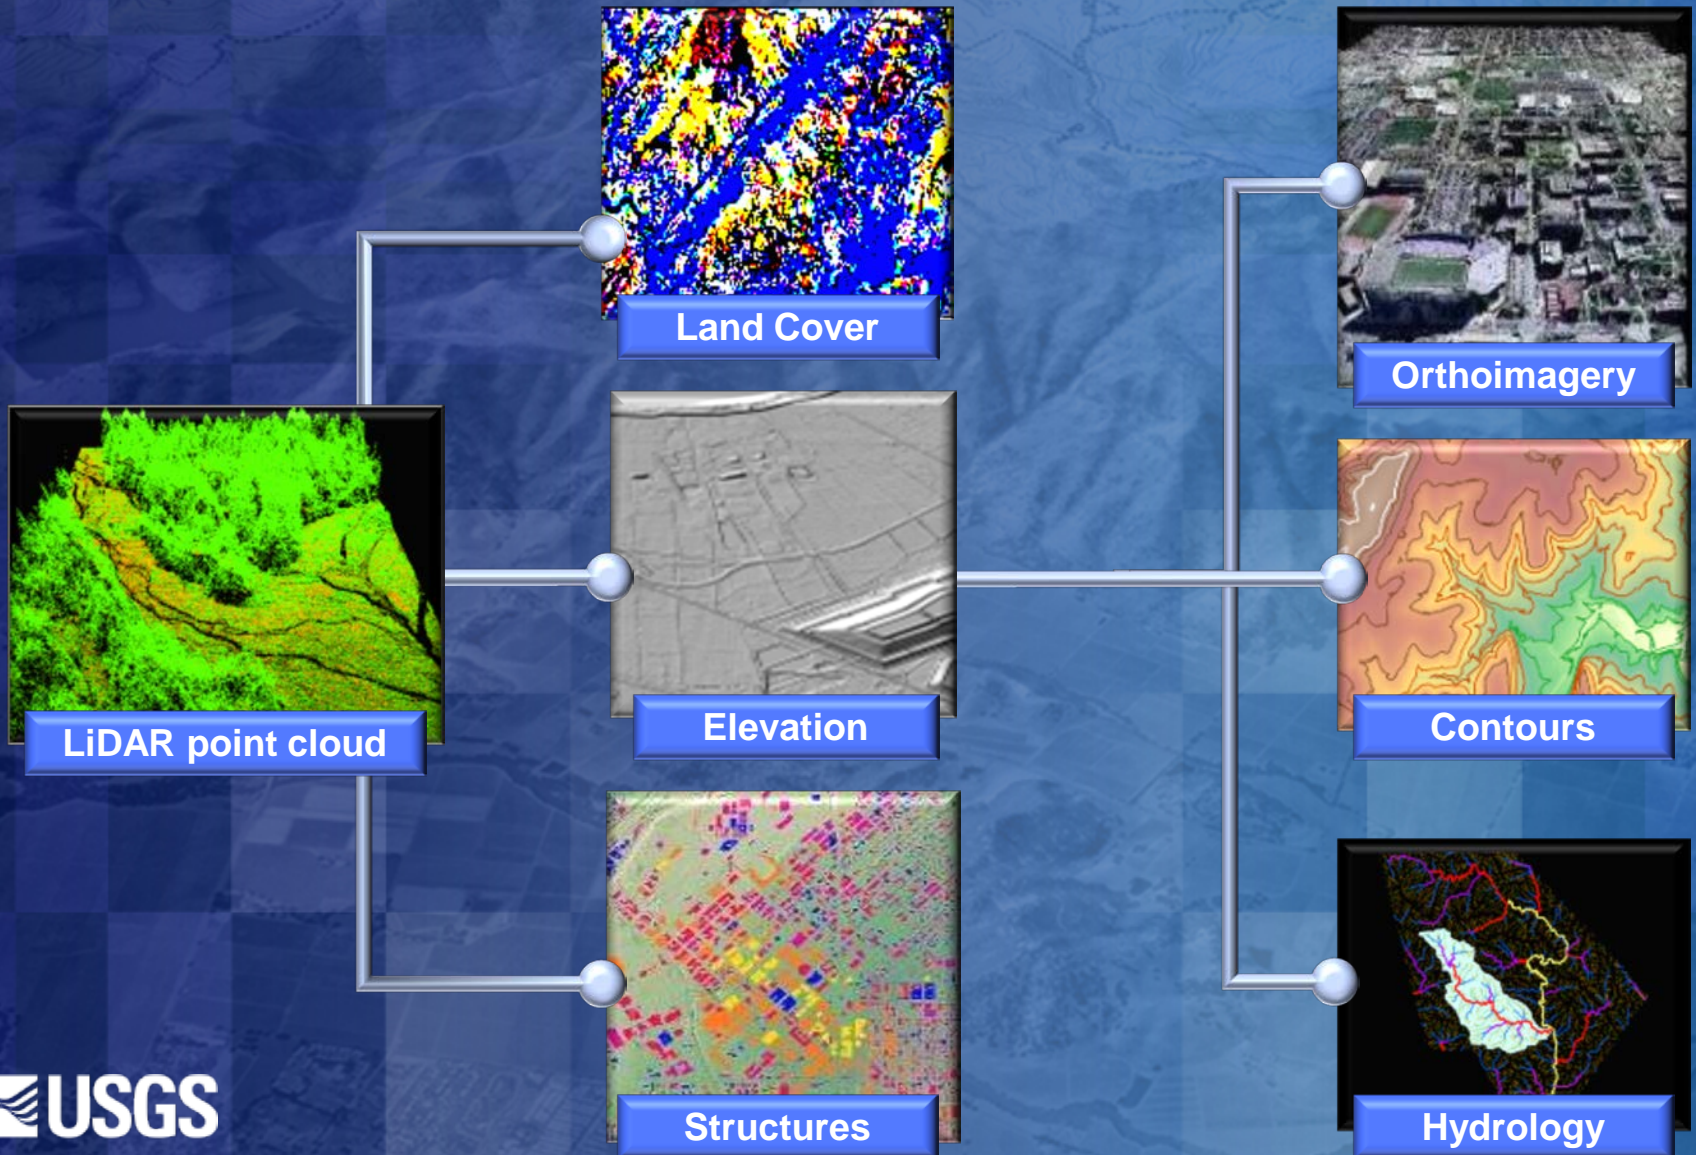 Land Cover
Orthoimagery
LiDAR point cloud
Elevation
Contours
Structures
Hydrology
USGS